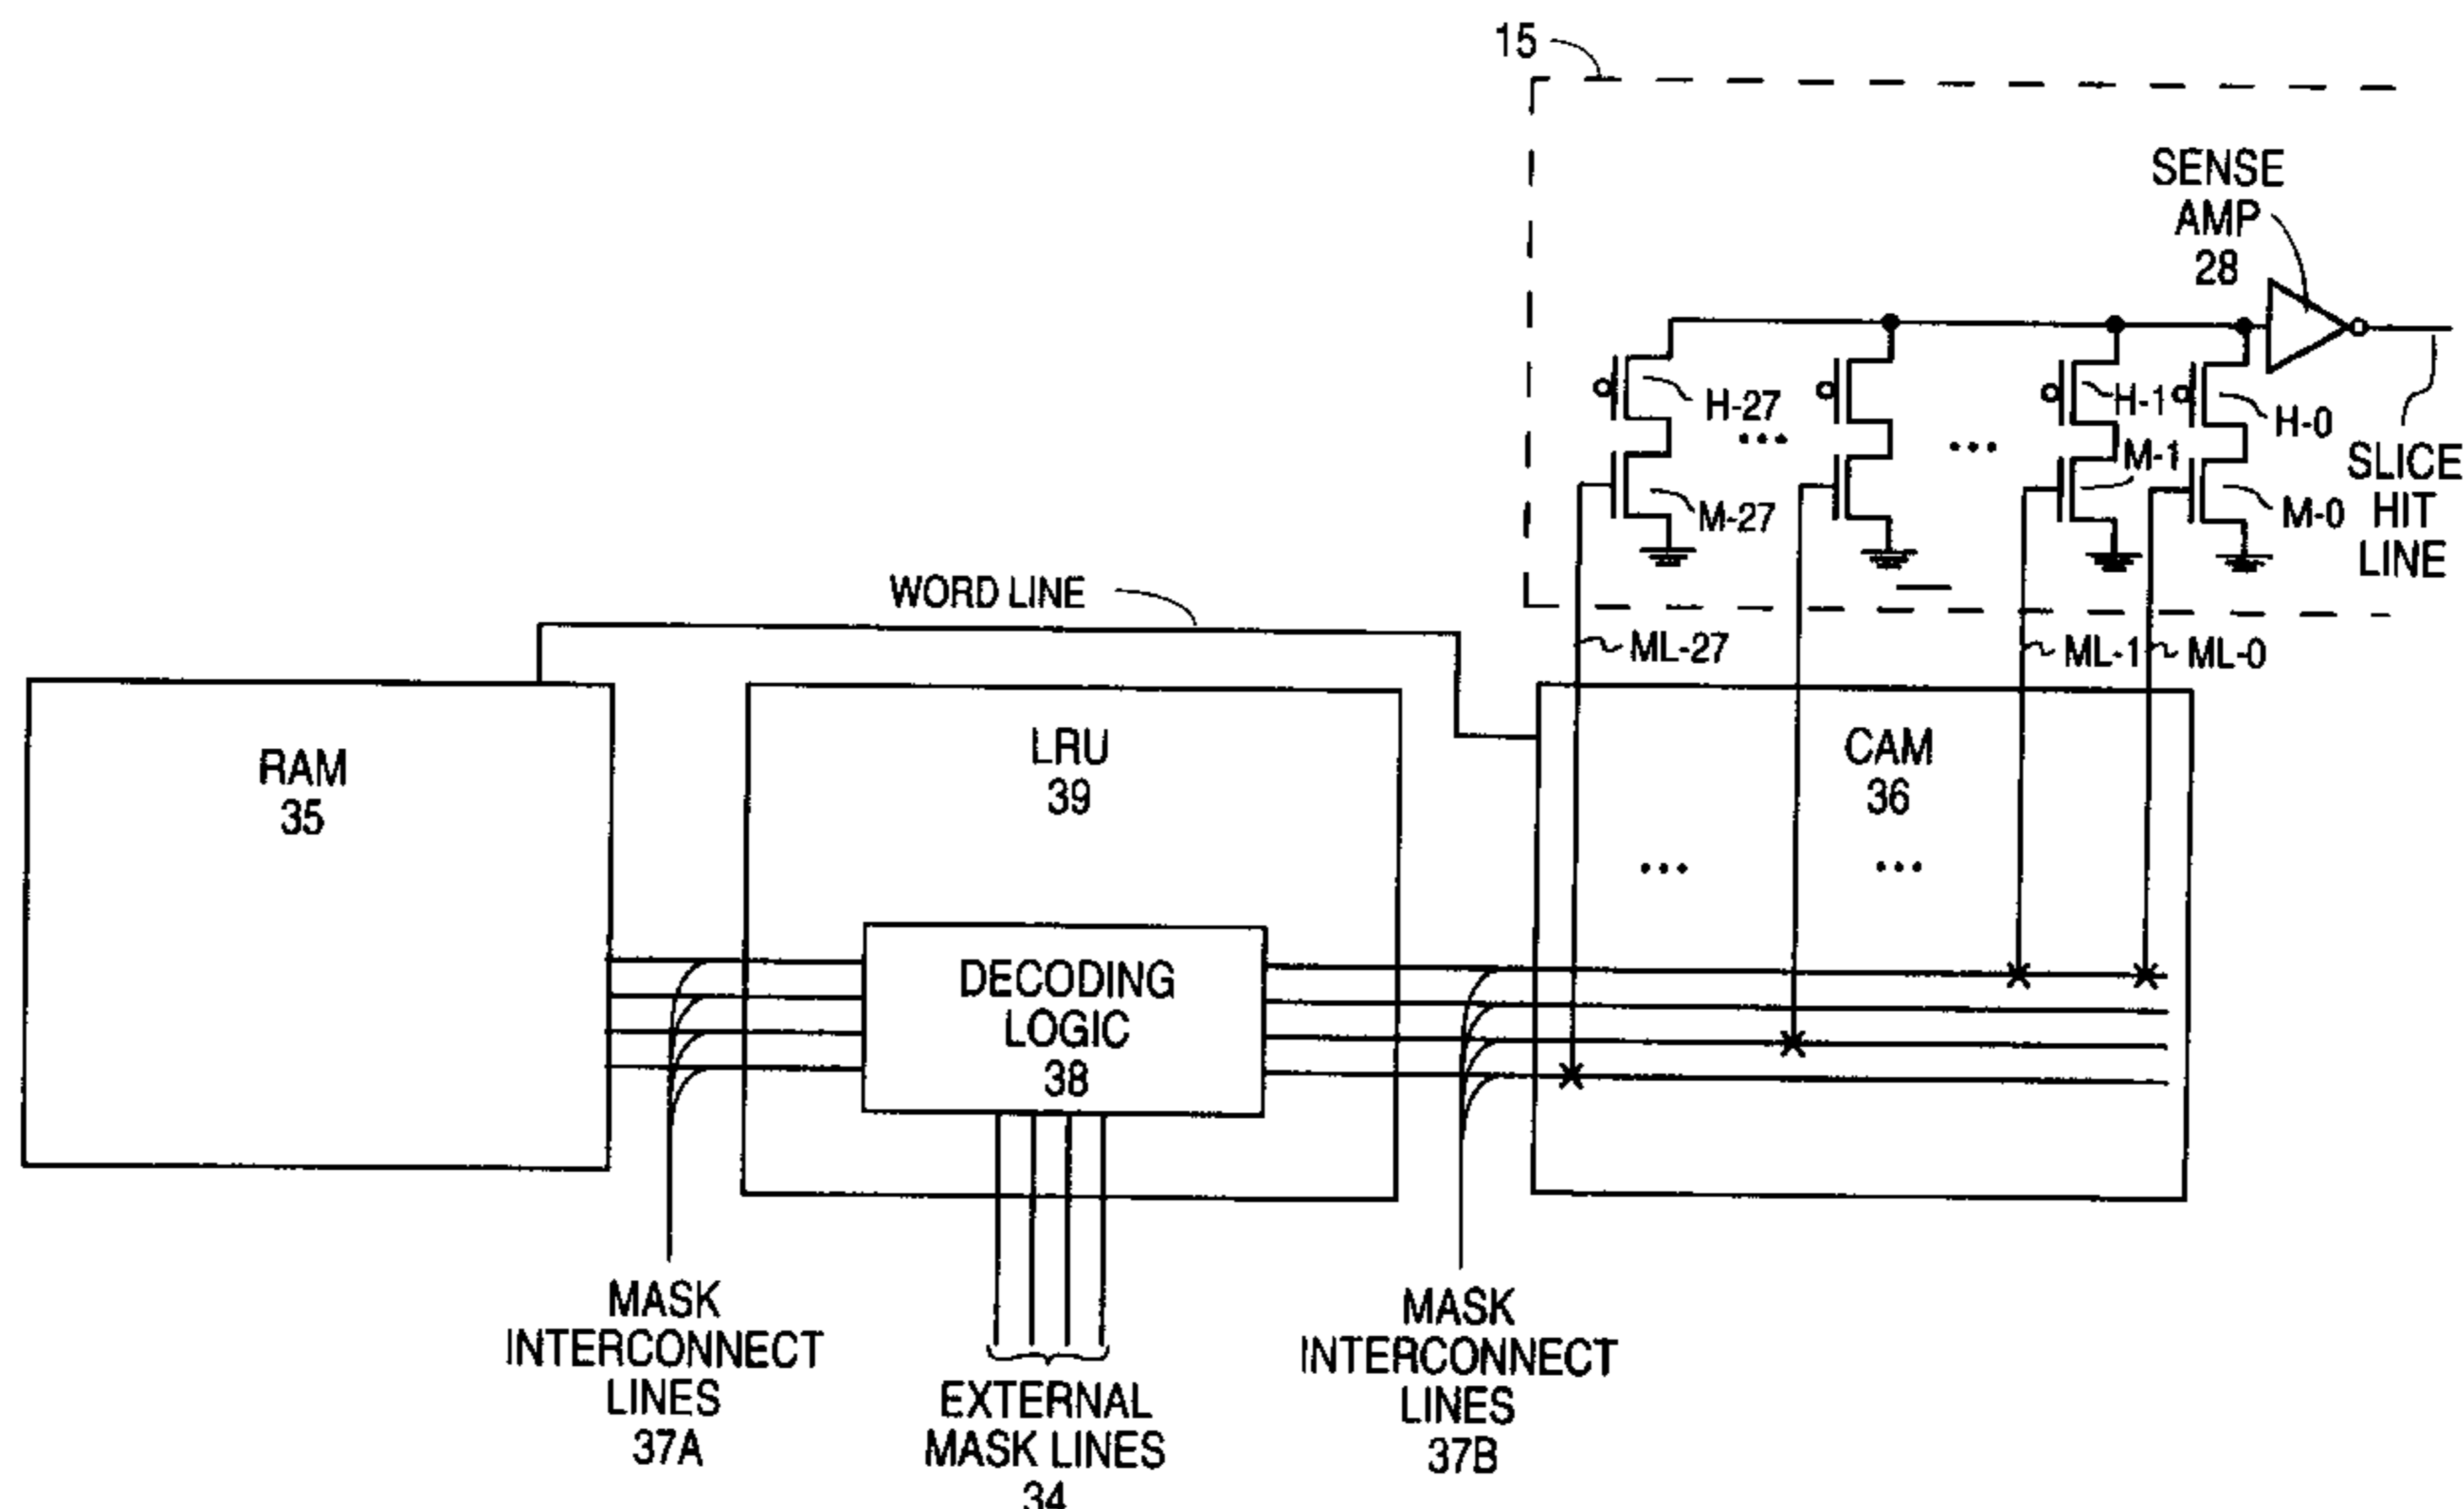 15
SENSE
AMP
28
H-27
H-1
H-0
M-1
M-27
M-0
SLICE
HIT
LINE
WORD LINE
ML-27
ML-1
ML-0
RAM
35
LRU
39
CAM
36
DECODING
LOGIC
38
MASK
INTERCONNECT
LINES
37A
EXTERNAL
MASK LINES
34
MASK
INTERCONNECT
LINES
37B